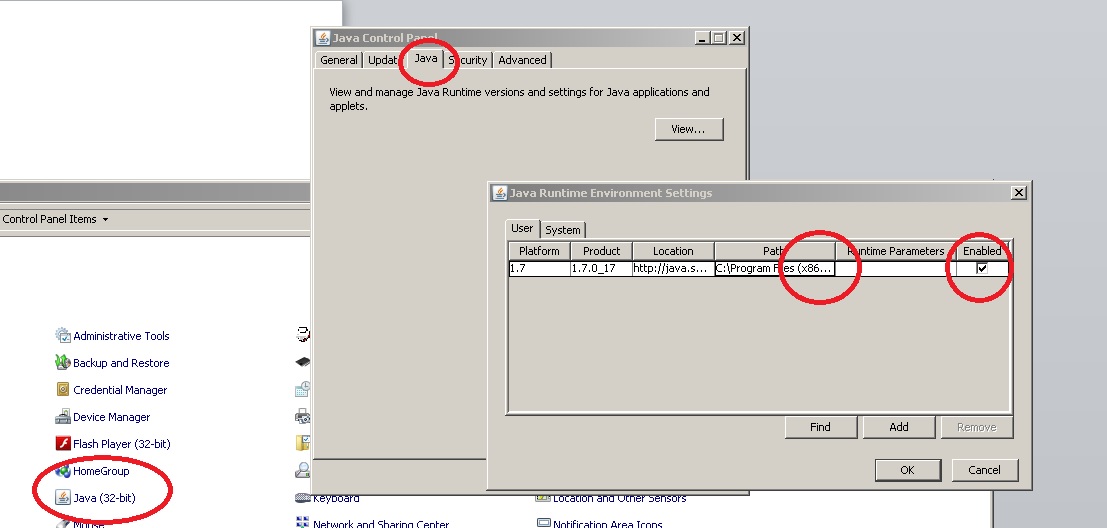 Java Control Panel
General Update Java Security Advanced
View and manage Java Runtime versions and settings for Java applications and
applets.
View...
Control Panel Items
Java Runtime Environment Settings
User System
Platform Product Location Path Runtime Parameters Enabled
1.7 1.7.0_17 http://java.s... C:\Program Files (x86...
Find Add Remove
OK Cancel
Administrative Tools
Backup and Restore
Credential Manager
Device Manager
Flash Player (32-bit)
HomeGroup
Java (32-bit)
Mouse
Keyboard
Location and Other Sensors
Network and Sharing Center
Notification Area Icons